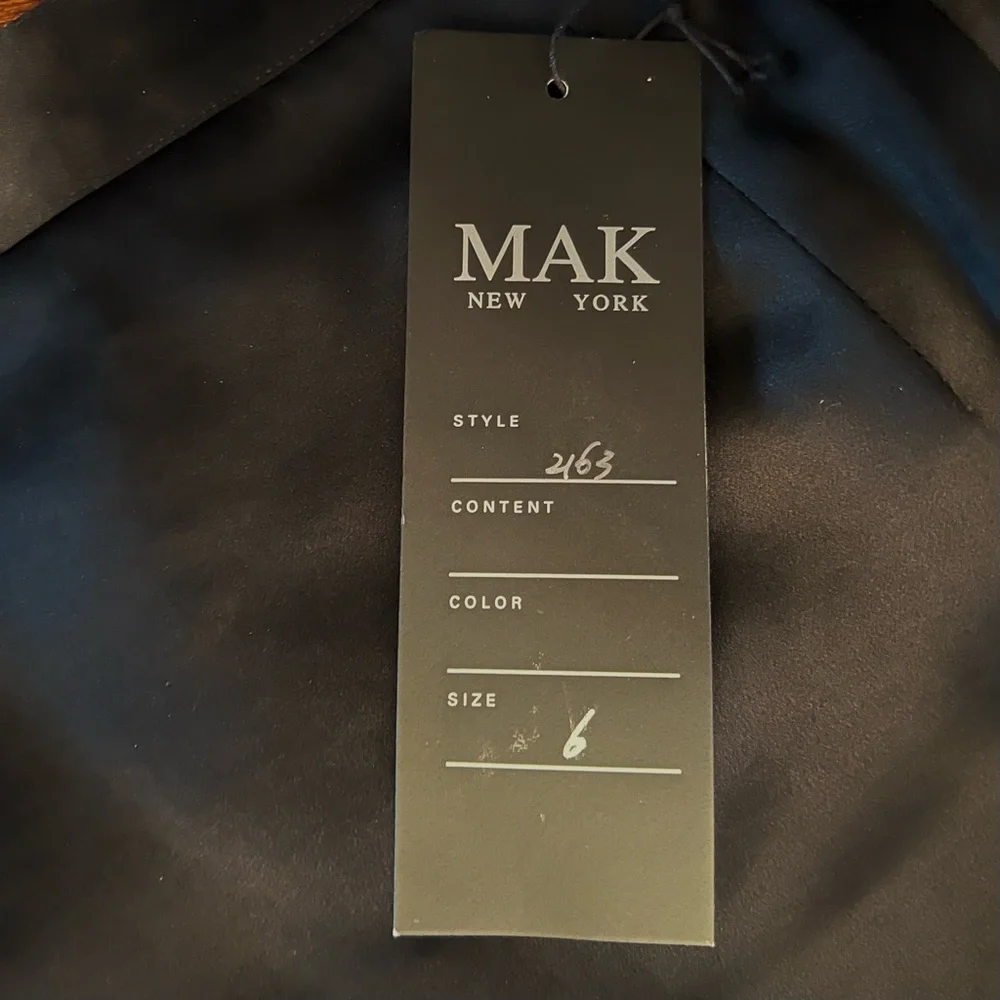 MAK
NEW YORK
STYLE
2163
CONTENT
COLOR
SIZE
6